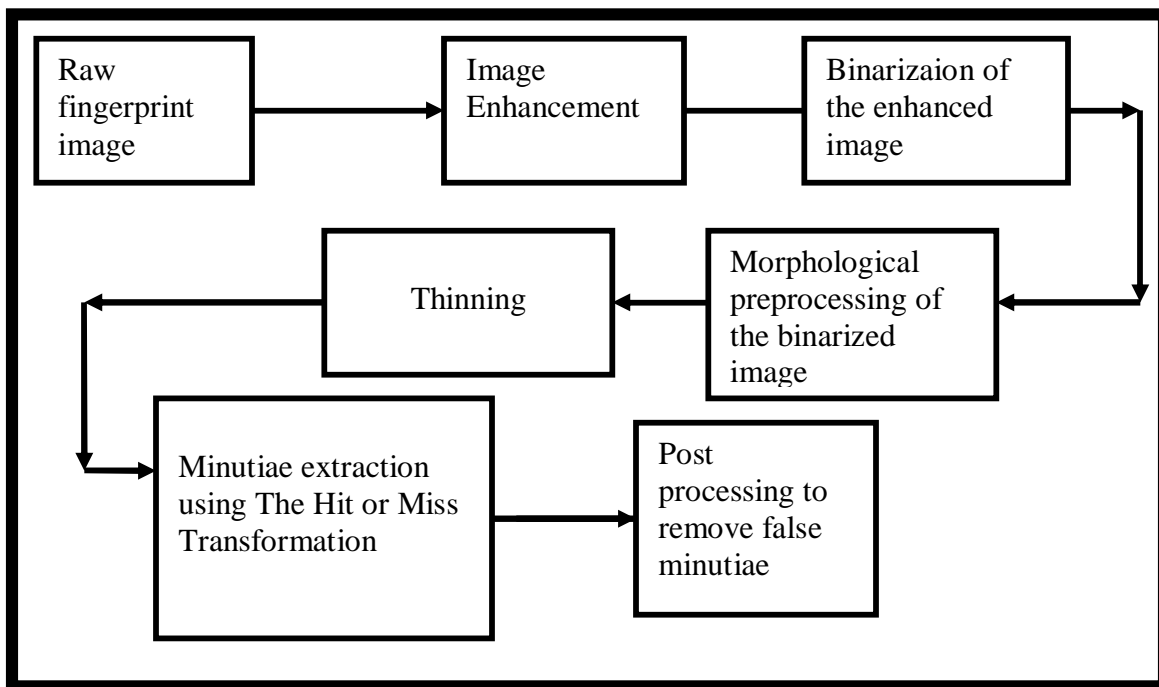 Raw
fingerprint
image
Image
Enhancement
Binarizaion of
the enhanced
image
Morphological
preprocessing of
the binarized
image
Thinning
Minutiae extraction
using The Hit or Miss
Transformation
Post
processing to
remove false
minutiae